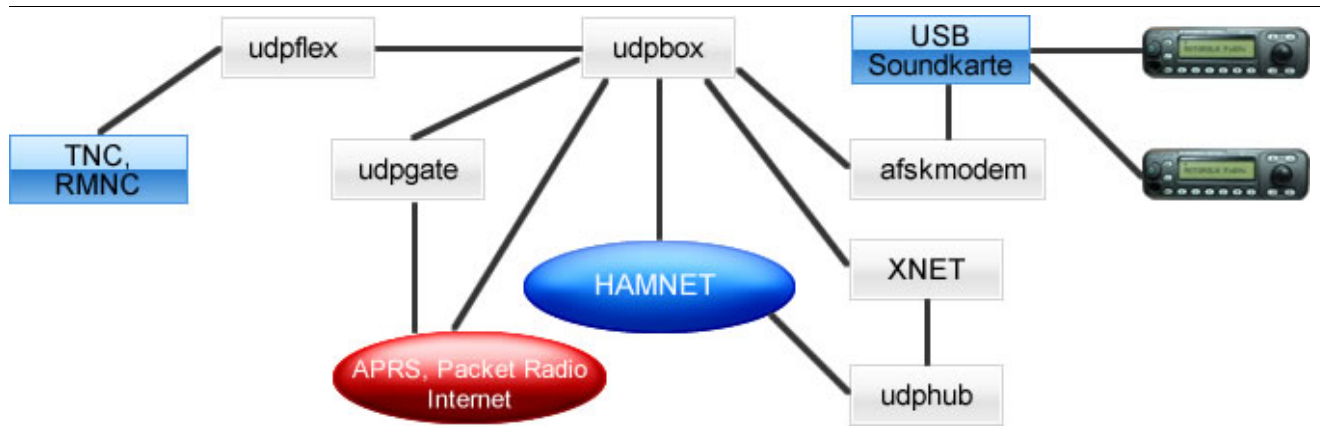 udpflex
udpbox
USB
Soundkarte
TNC,
RMNC
udpgate
afskmodem
HAMNET
XNET
APRS, Packet Radio
Internet
udphub